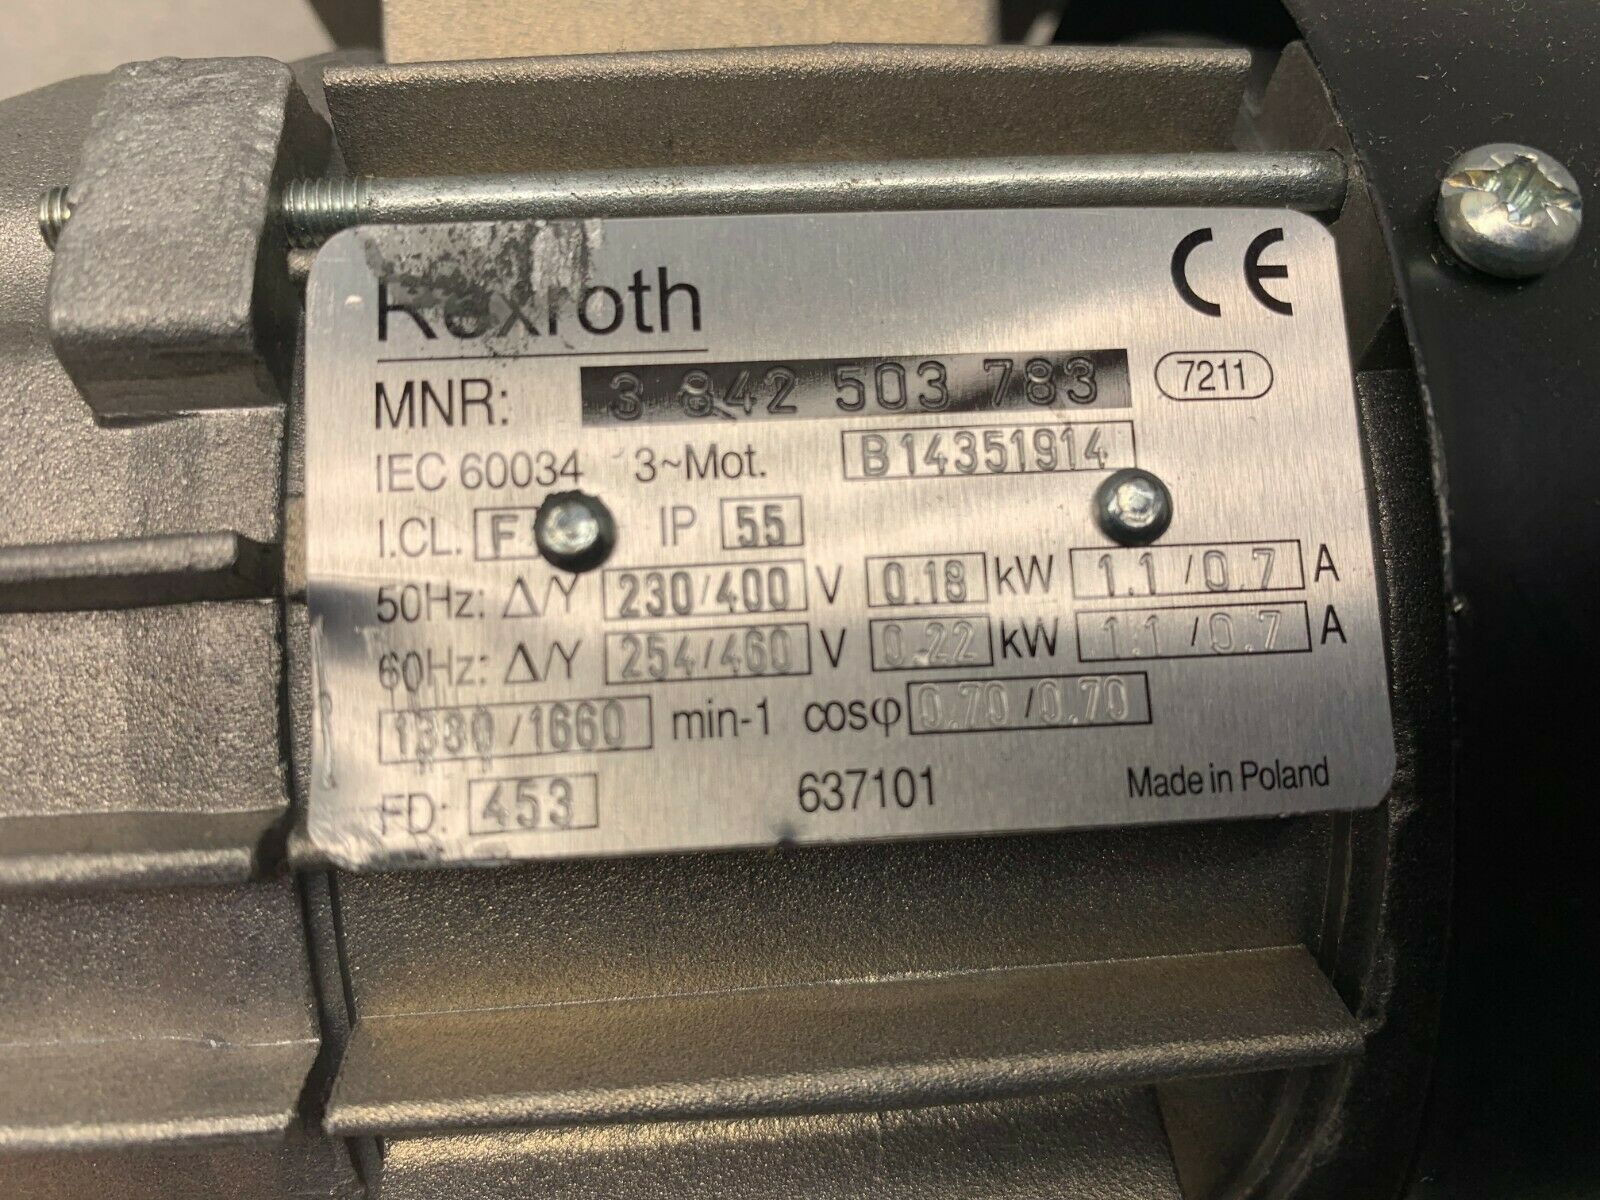 Rexroth CE
MNR: 3 842 503 783 7211
IEC 60034 3~Mot. B14351914
I.CL. F IP 55
50Hz: Δ/Y 230/400 V 0.18 kW 1.1/0.7 A
60Hz: Δ/Y 254/460 V 0.22 kW 1.1/0.7 A
1330/1660 min-1 cosφ 0.70/0.70
FD: 453 637101 Made in Poland